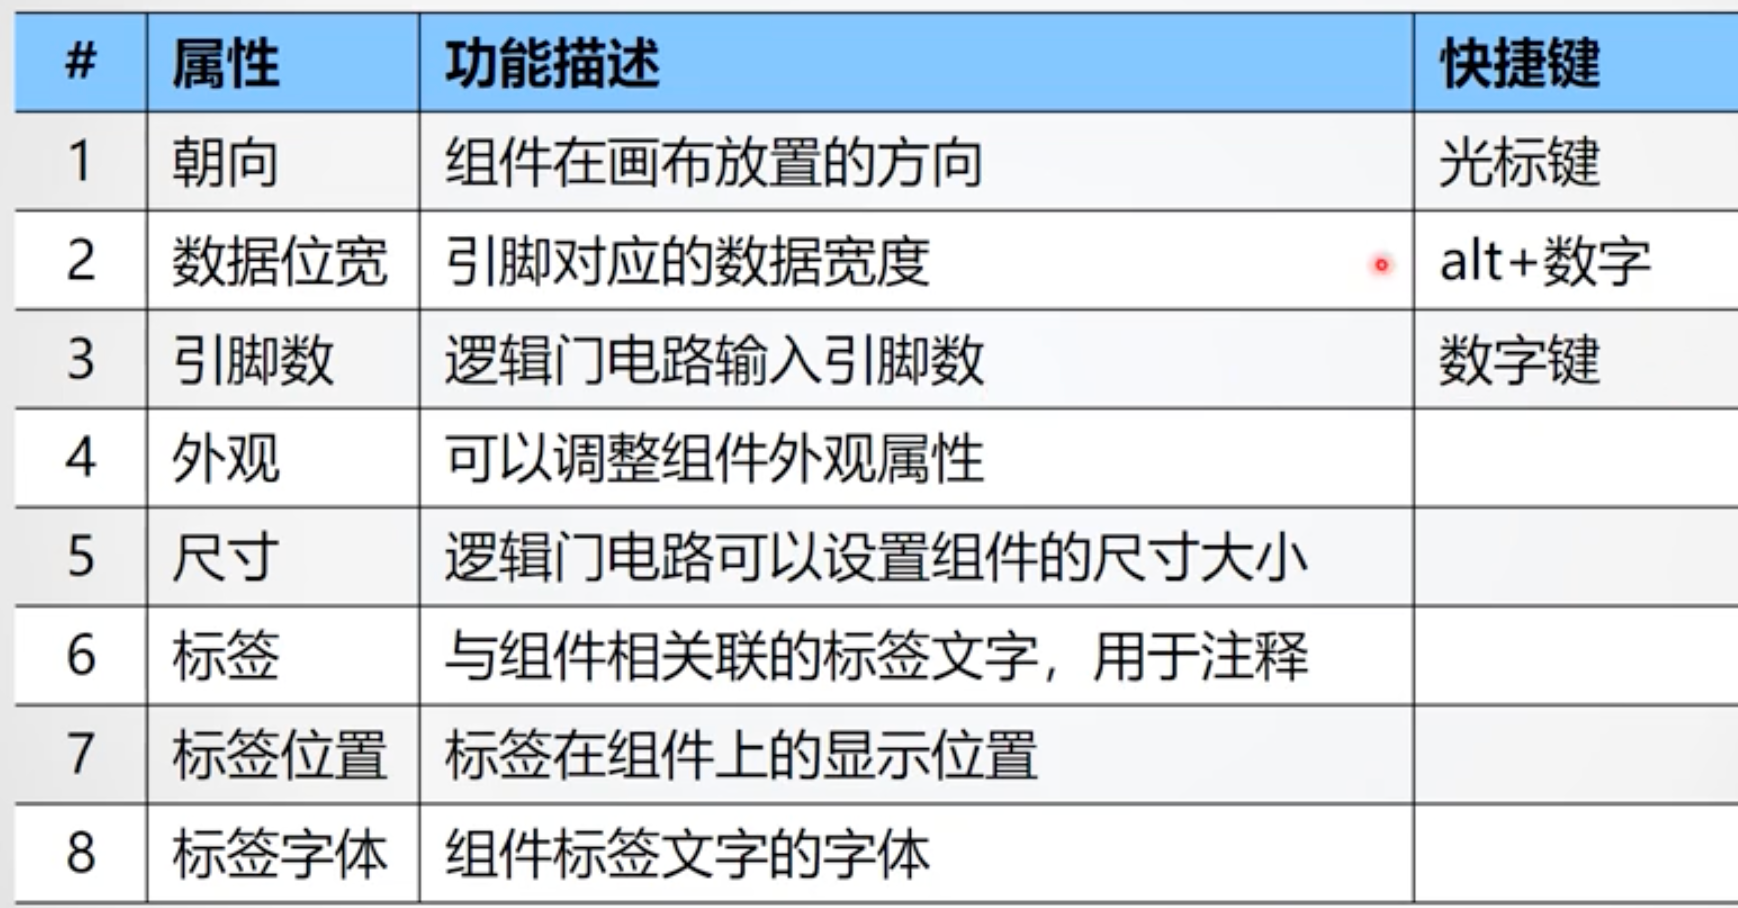 # 属性 功能描述 快捷键
1 朝向 组件在画布放置的方向 光标键
2 数据位宽 引脚对应的数据宽度 alt+数字
3 引脚数 逻辑门电路输入引脚数 数字键
4 外观 可以调整组件外观属性
5 尺寸 逻辑门电路可以设置组件的尺寸大小
6 标签 与组件相关联的标签文字，用于注释
7 标签位置 标签在组件上的显示位置
8 标签字体 组件标签文字的字体